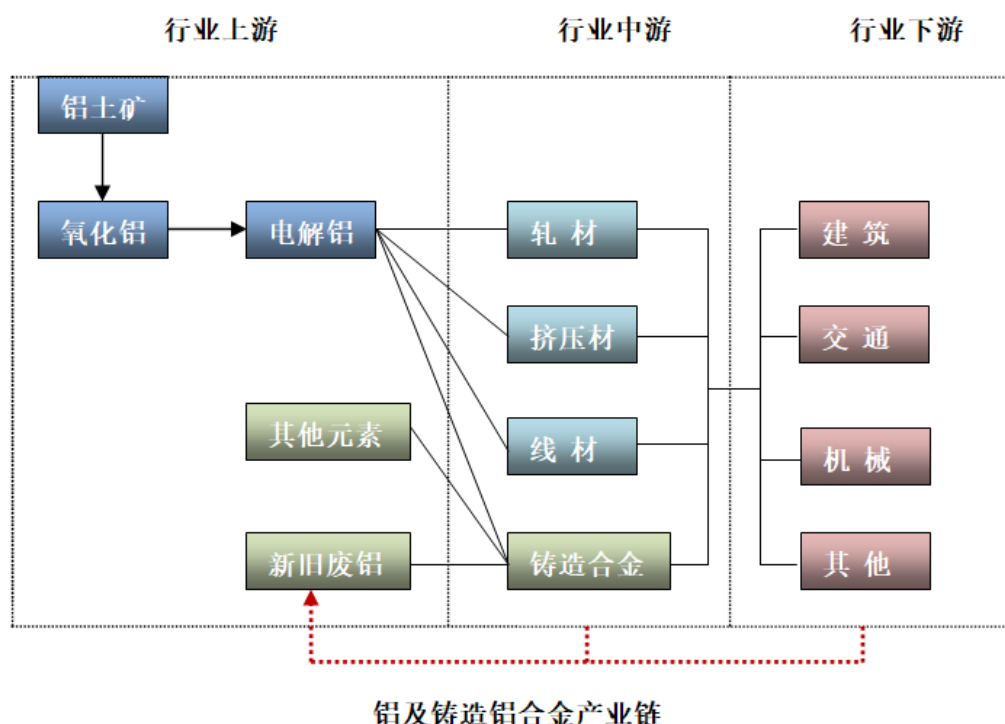 行业上游
行业中游
行业下游
铝土矿
氧化铝
电解铝
轧 材
建 筑
挤压材
交 通
其他元素
线 材
机 械
新旧废铝
铸造合金
其 他
铝及铸造铝合金产业链